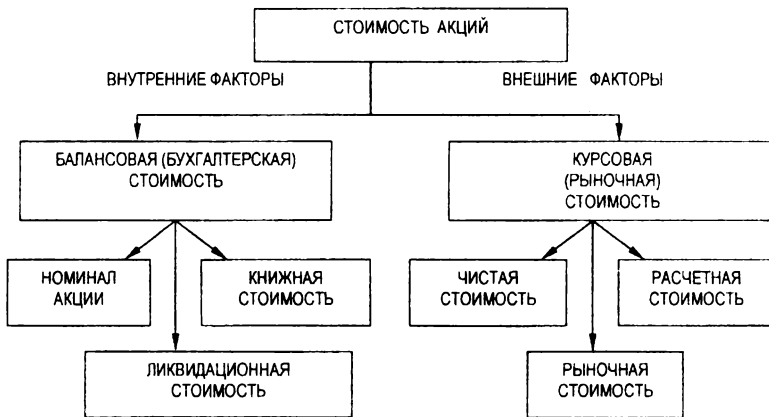 СТОИМОСТЬ АКЦИЙ
ВНУТРЕННИЕ ФАКТОРЫ
ВНЕШНИЕ ФАКТОРЫ
БАЛАНСОВАЯ (БУХГАЛТЕРСКАЯ)
СТОИМОСТЬ
КУРСОВАЯ
(РЫНОЧНАЯ)
СТОИМОСТЬ
НОМИНАЛ
АКЦИИ
КНИЖНАЯ
СТОИМОСТЬ
ЧИСТАЯ
СТОИМОСТЬ
РАСЧЕТНАЯ
СТОИМОСТЬ
ЛИКВИДАЦИОННАЯ
СТОИМОСТЬ
РЫНОЧНАЯ
СТОИМОСТЬ